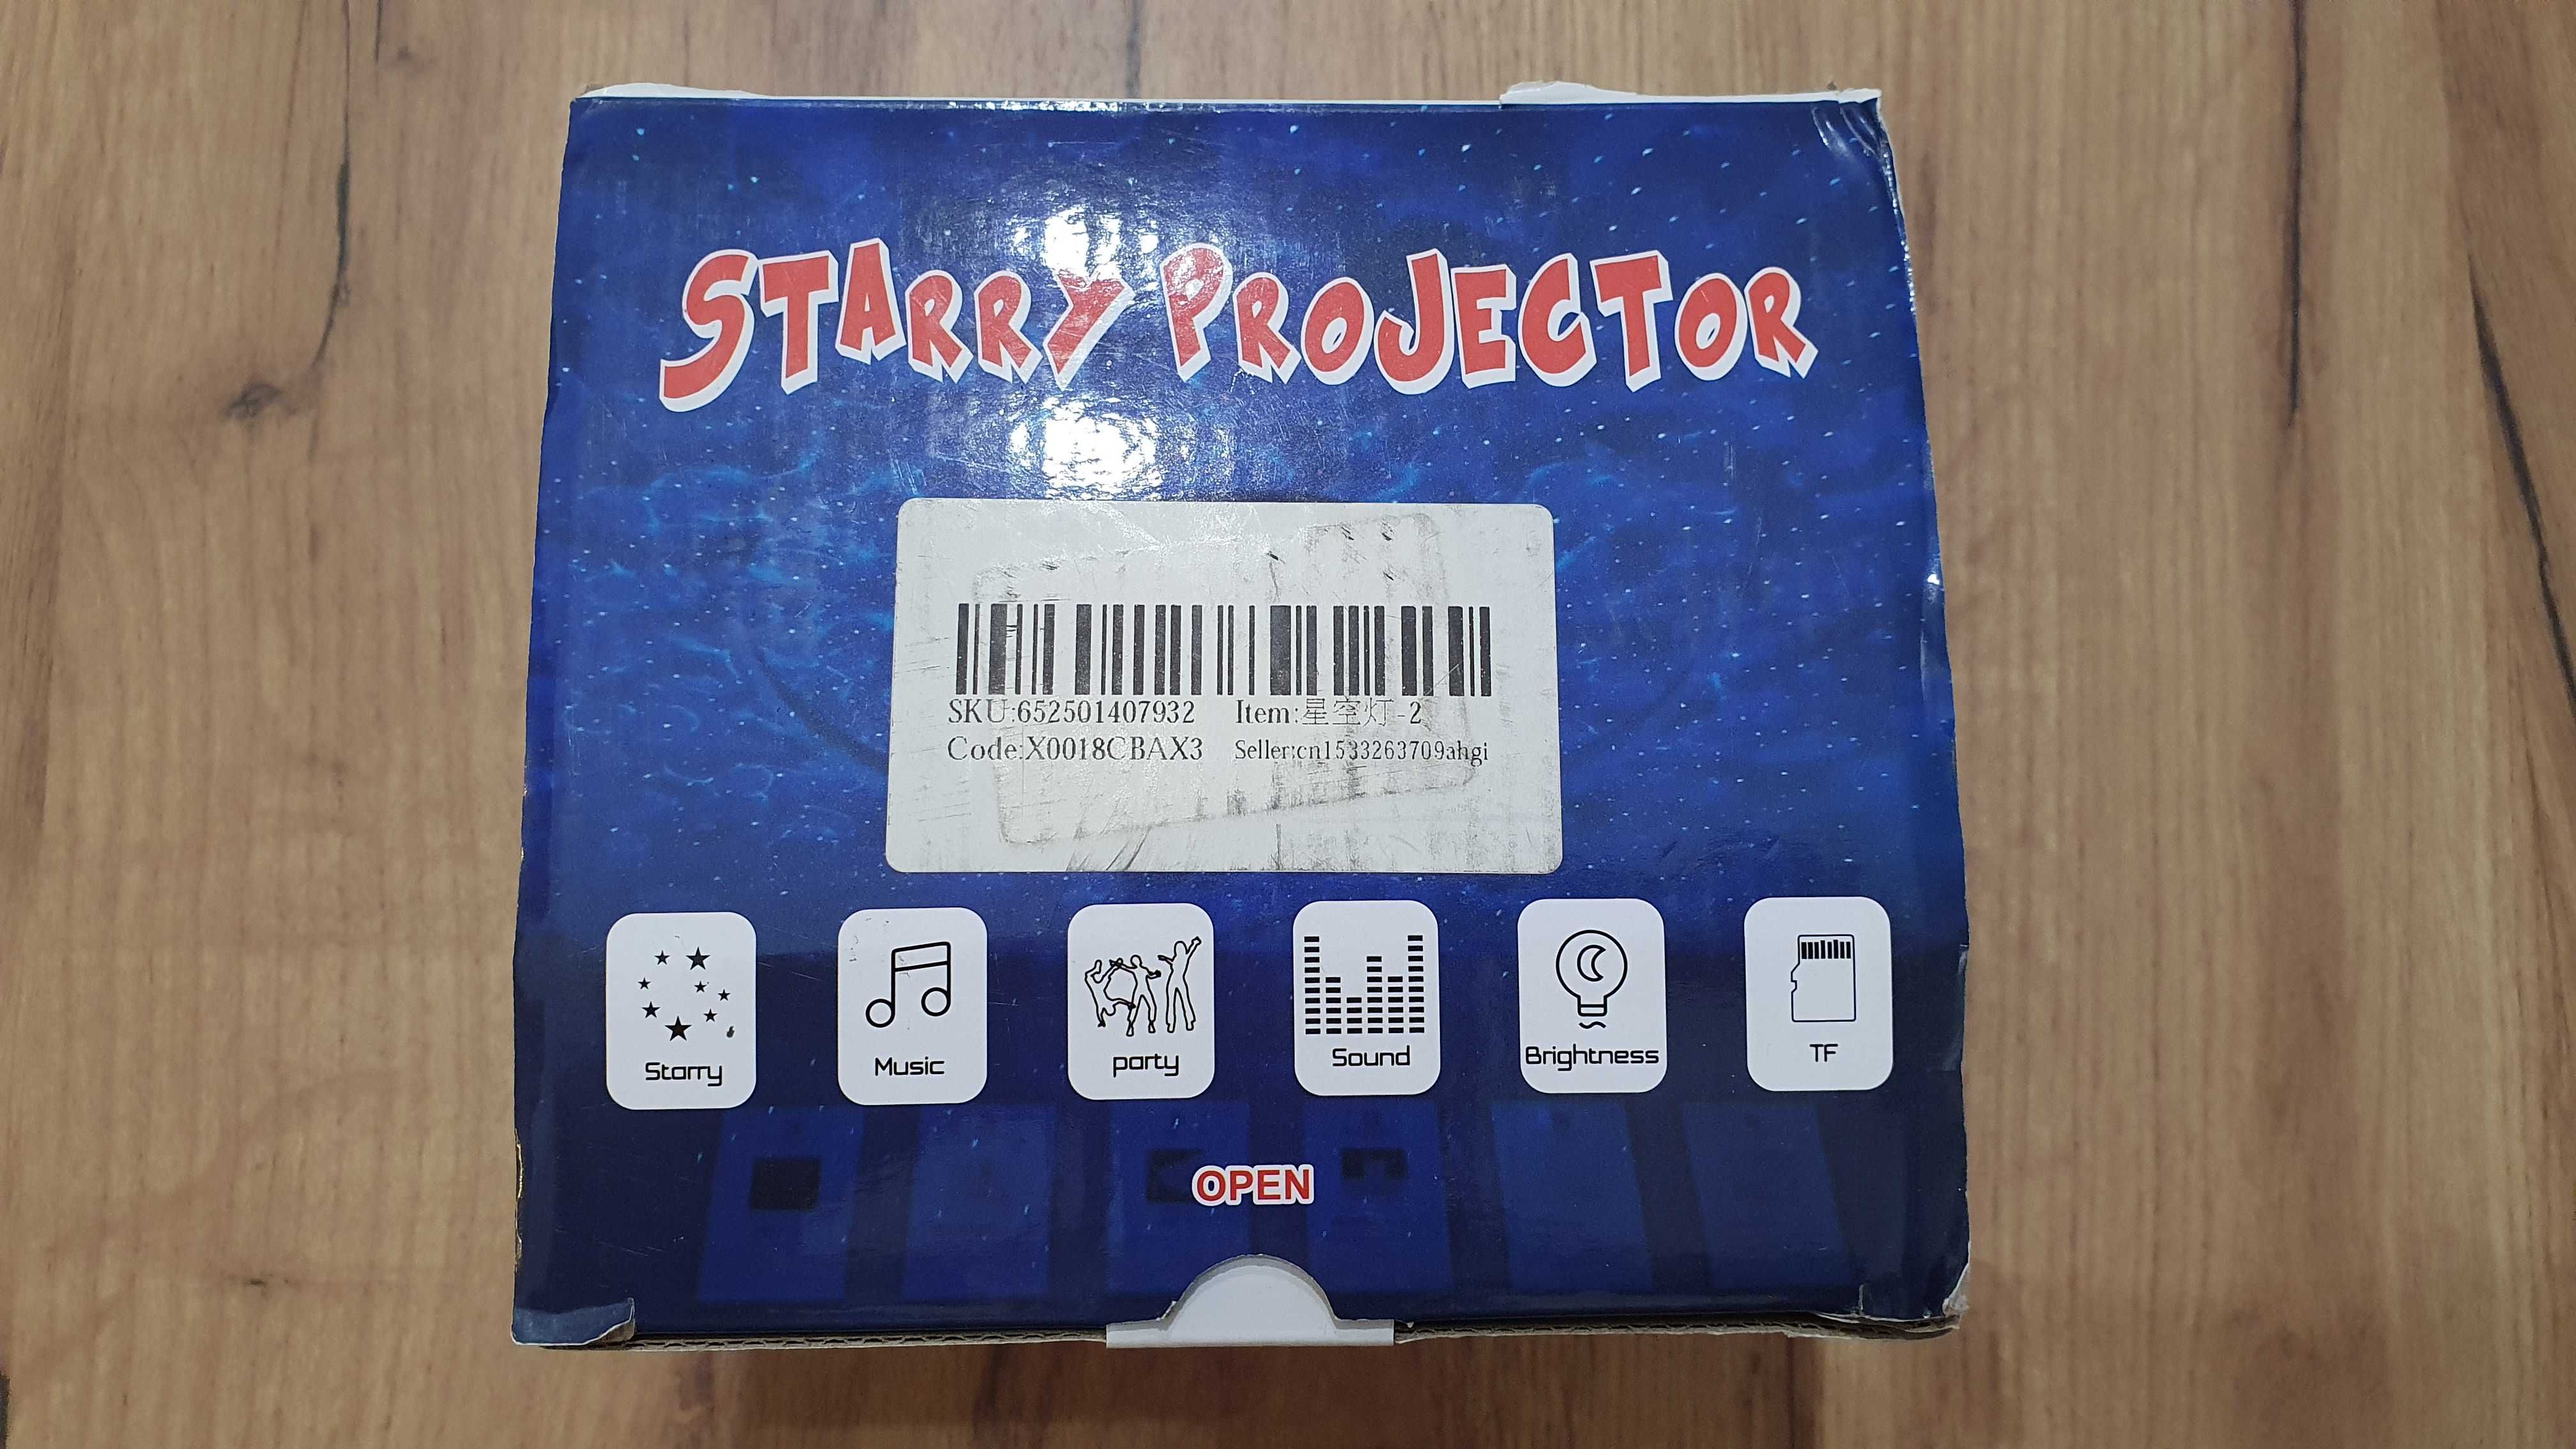 STARRY PROJECTOR
SKU:652501407932 Item:星空灯-2
Code:X0018CBAX3 Seller:cn1533263709ahgi
Starry Music party Sound Brightness TF
OPEN